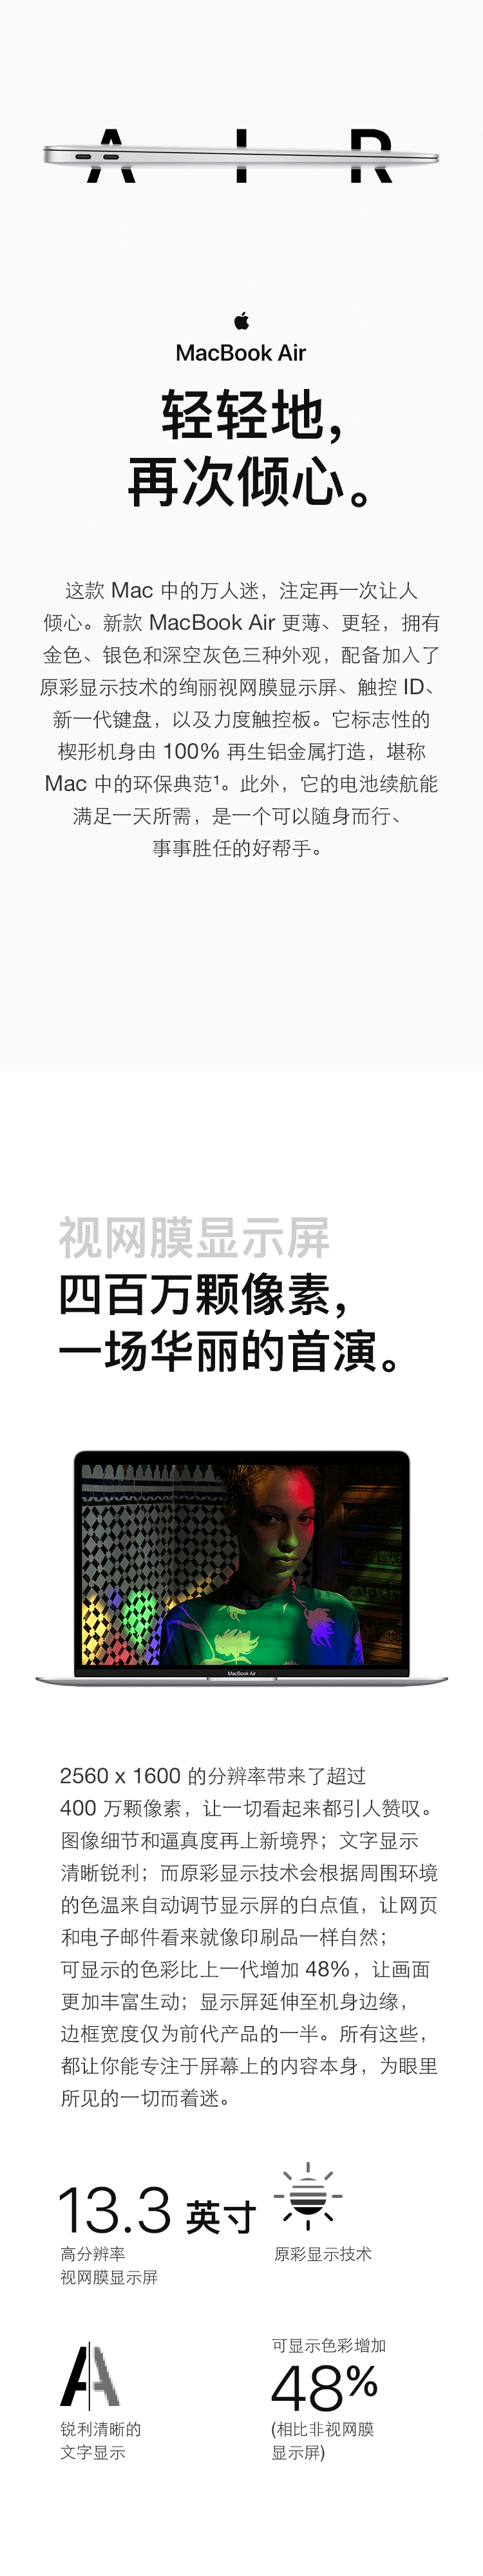 AIR
MacBook Air
轻轻地，
再次倾心。
这款 Mac 中的万人迷，注定再一次让人
倾心。新款 MacBook Air 更薄、更轻，拥有
金色、银色和深空灰色三种外观，配备加入了
原彩显示技术的绚丽视网膜显示屏、触控 ID、
新一代键盘，以及力度触控板。它标志性的
楔形机身由 100% 再生铝金属打造，堪称
Mac 中的环保典范¹。此外，它的电池续航能
满足一天所需，是一个可以随身而行、
事事胜任的好帮手。
视网膜显示屏
四百万颗像素，
一场华丽的首演。
MacBook Air
2560 x 1600 的分辨率带来了超过
400 万颗像素，让一切看起来都引人赞叹。
图像细节和逼真度再上新境界；文字显示
清晰锐利；而原彩显示技术会根据周围环境
的色温来自动调节显示屏的白点值，让网页
和电子邮件看来就像印刷品一样自然；
可显示的色彩比上一代增加 48%，让画面
更加丰富生动；显示屏延伸至机身边缘，
边框宽度仅为前代产品的一半。所有这些，
都让你能专注于屏幕上的内容本身，为眼里
所见的一切而着迷。
13.3 英寸
高分辨率
视网膜显示屏
原彩显示技术
A
锐利清晰的
文字显示
可显示色彩增加
48%
(相比非视网膜
显示屏)